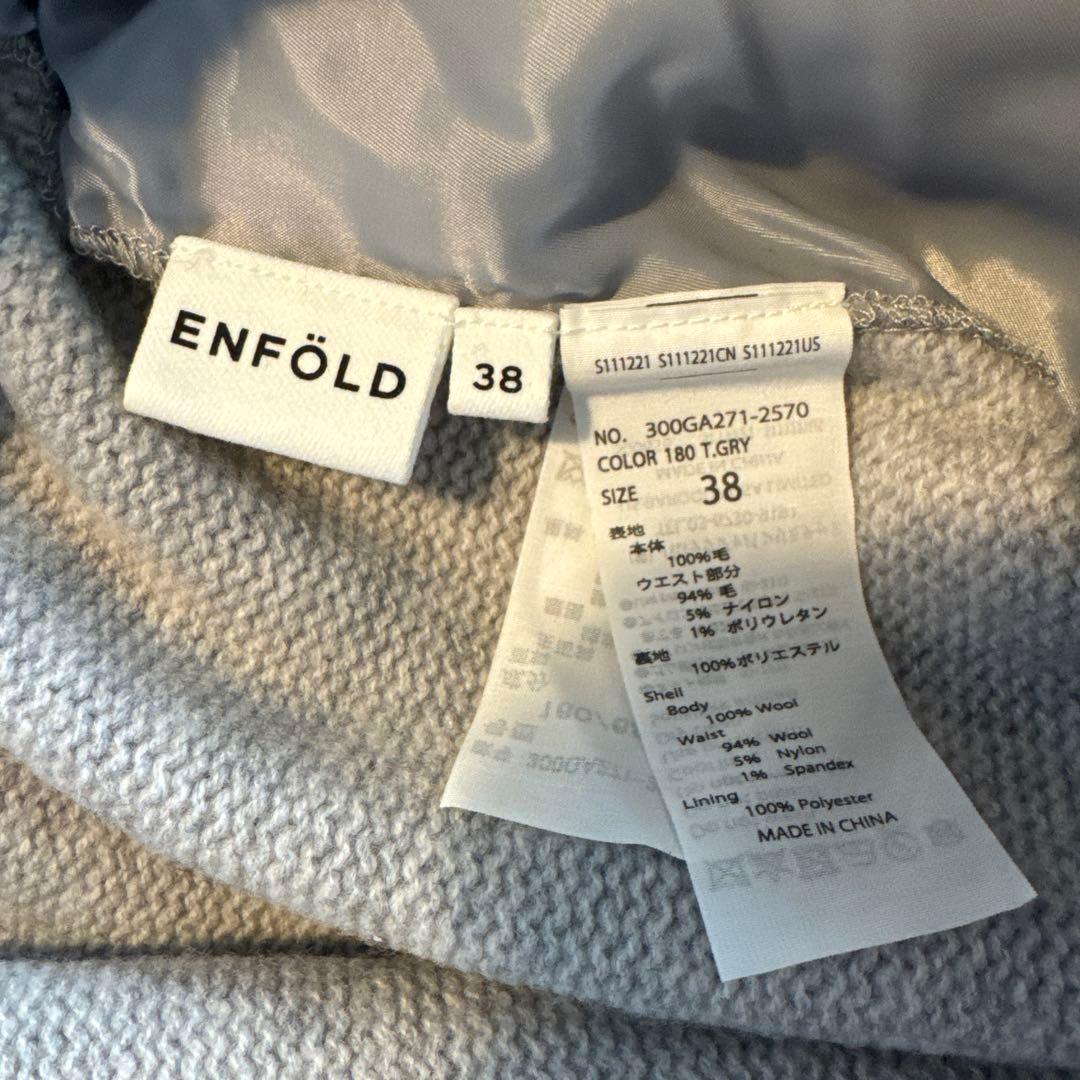 ENFÖLD
38
S111221 S111221CN S111221US
NO. 300GA271-2570
COLOR 180 T.GRY
SIZE 38
表地
本体
100%毛
ウエスト部分
94% 毛
5% ナイロン
1% ポリウレタン
裏地
100%ポリエステル
Shell
Body
100% Wool
Waist
94% Wool
5% Nylon
1% Spandex
Lining
100% Polyester
MADE IN CHINA